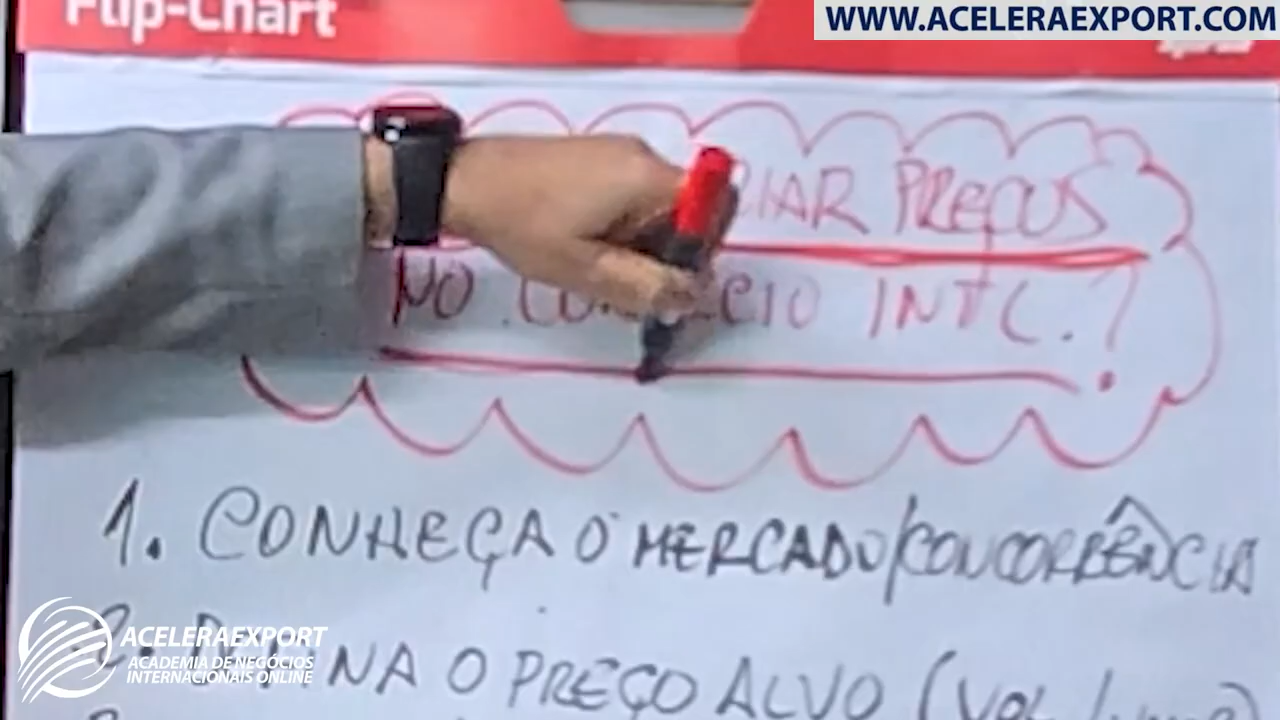 Flip-Chart
WWW.ACELERAEXPORT.COM
PREÇOS
NO INTL.?
1. CONHEÇA O MERCADO/CONCORRÊNCIA
O PREÇO ALVO (VOL/
ACELERAEXPORT
ACADEMIA DE NEGÓCIOS
INTERNACIONAIS ONLINE